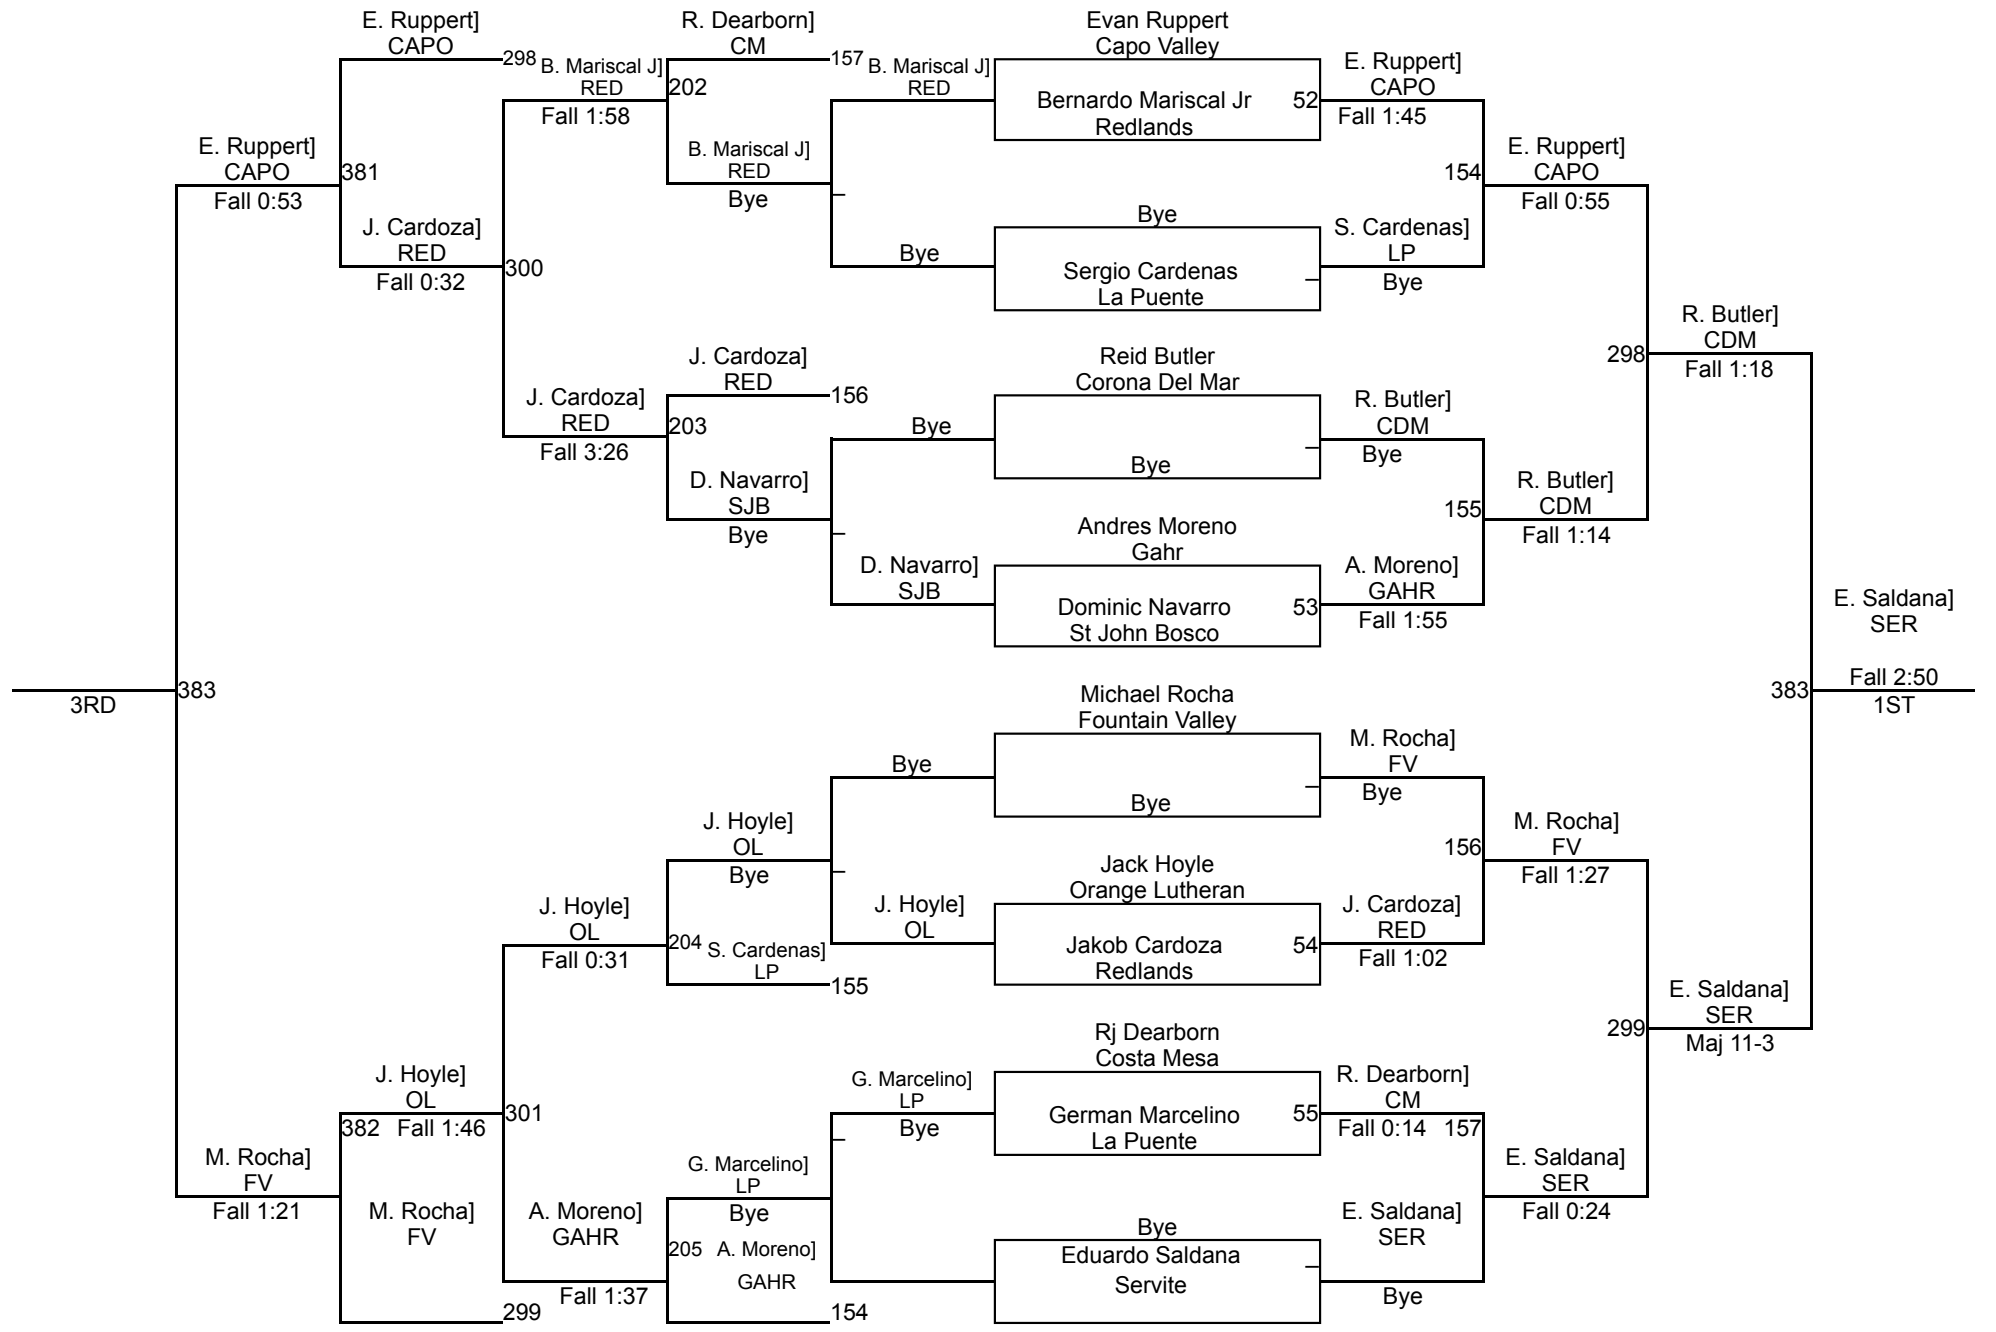 E. Ruppert]
CAPO
298
E. Ruppert]
CAPO
Fall 0:53
381
J. Cardoza]
RED
Fall 0:32
B. Mariscal J]
RED
Fall 1:58
300
J. Cardoza]
RED
Fall 3:26
R. Dearborn]
CM
157
202
B. Mariscal J]
RED
Bye
J. Cardoza]
RED
156
203
D. Navarro]
SJB
Bye
B. Mariscal J]
RED
–
Bye
Bye
–
D. Navarro]
SJB
Evan Ruppert
Capo Valley
Bernardo Mariscal Jr 52
Redlands
Bye
Sergio Cardenas –
La Puente
Reid Butler
Corona Del Mar
–
Bye
Andres Moreno
Gahr
Dominic Navarro 53
St John Bosco
E. Ruppert]
CAPO
Fall 1:45
154
S. Cardenas]
LP
Bye
R. Butler]
CDM
Bye
155
A. Moreno]
GAHR
Fall 1:55
E. Ruppert]
CAPO
Fall 0:55
298
R. Butler]
CDM
Fall 1:14
R. Butler]
CDM
Fall 1:18
3RD
383
383
E. Saldana]
SER
Fall 2:50
1ST
M. Rocha]
FV
Fall 1:21
J. Hoyle]
OL
382 Fall 1:46
M. Rocha]
FV
299
J. Hoyle]
OL
Fall 0:31
301
A. Moreno]
GAHR
Fall 1:37
J. Hoyle]
OL
Bye
204
S. Cardenas]
LP
155
G. Marcelino]
LP
Bye
205 A. Moreno]
GAHR
154
Bye
–
J. Hoyle]
OL
G. Marcelino]
LP
Bye
–
Michael Rocha
Fountain Valley
–
Bye
Jack Hoyle
Orange Lutheran
Jakob Cardoza 54
Redlands
Rj Dearborn
Costa Mesa
German Marcelino 55
La Puente
Bye
Eduardo Saldana –
Servite
M. Rocha]
FV
Bye
156
J. Cardoza]
RED
Fall 1:02
R. Dearborn]
CM
Fall 0:14 157
E. Saldana]
SER
Bye
M. Rocha]
FV
Fall 1:27
299
E. Saldana]
SER
Fall 0:24
E. Saldana]
SER
Maj 11-3